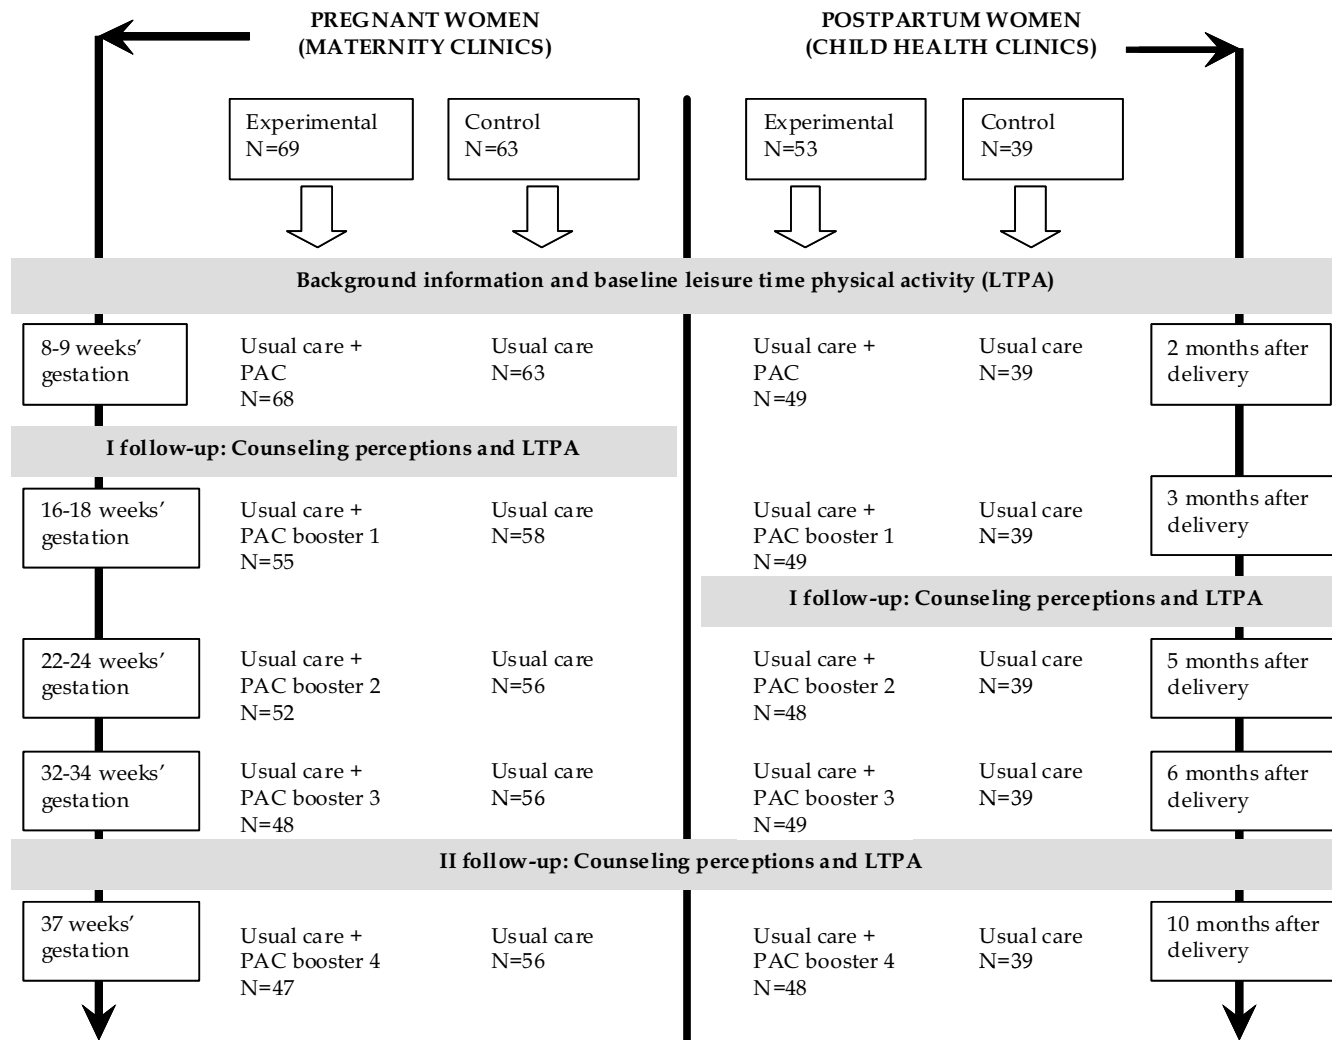 PREGNANT WOMEN
(MATERNITY CLINICS)
POSTPARTUM WOMEN
(CHILD HEALTH CLINICS)
Experimental
N=69
Control
N=63
Experimental
N=53
Control
N=39
Background information and baseline leisure time physical activity (LTPA)
8-9 weeks’
gestation
Usual care +
PAC
N=68
Usual care
N=63
Usual care +
PAC
N=49
Usual care
N=39
2 months after
delivery
I follow-up: Counseling perceptions and LTPA
16-18 weeks’
gestation
Usual care +
PAC booster 1
N=55
Usual care
N=58
Usual care +
PAC booster 1
N=49
Usual care
N=39
3 months after
delivery
I follow-up: Counseling perceptions and LTPA
22-24 weeks’
gestation
Usual care +
PAC booster 2
N=52
Usual care
N=56
Usual care +
PAC booster 2
N=48
Usual care
N=39
5 months after
delivery
32-34 weeks’
gestation
Usual care +
PAC booster 3
N=48
Usual care
N=56
Usual care +
PAC booster 3
N=49
Usual care
N=39
6 months after
delivery
II follow-up: Counseling perceptions and LTPA
37 weeks’
gestation
Usual care +
PAC booster 4
N=47
Usual care
N=56
Usual care +
PAC booster 4
N=48
Usual care
N=39
10 months after
delivery